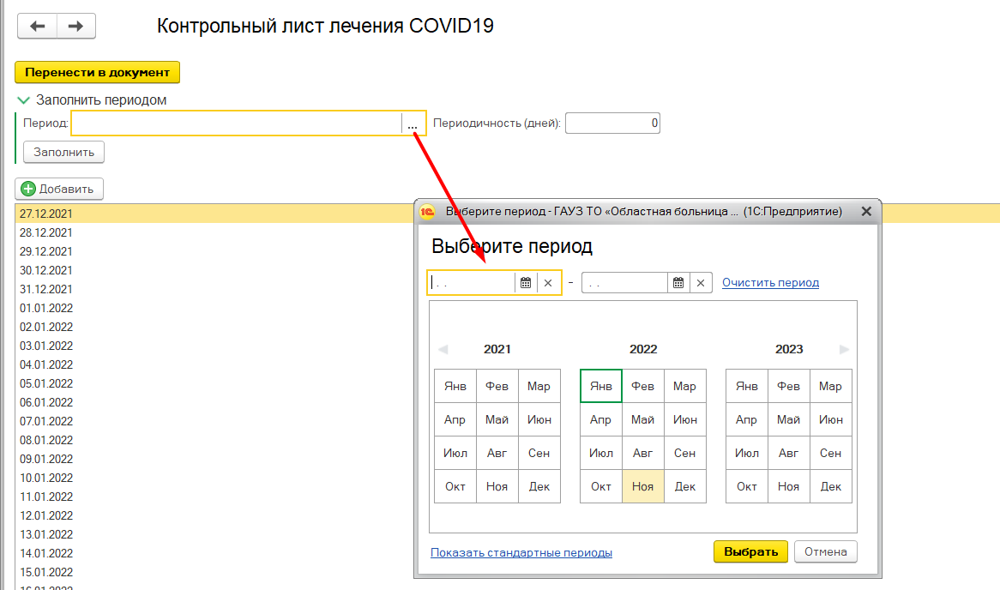 Контрольный лист лечения COVID19
Перенести в документ
Заполнить периодом
Период: ... Периодичность (дней): 0
Заполнить
Добавить
27.12.2021
28.12.2021
29.12.2021
30.12.2021
31.12.2021
01.01.2022
02.01.2022
03.01.2022
04.01.2022
05.01.2022
06.01.2022
07.01.2022
08.01.2022
09.01.2022
10.01.2022
11.01.2022
12.01.2022
13.01.2022
14.01.2022
15.01.2022
16.01.2022
1С Выберите период - ГАУЗ ТО «Областная больница ... (1С:Предприятие)
Выберите период
. . - . . Очистить период
2021 2022 2023
Янв Фев Мар Янв Фев Мар Янв Фев Мар
Апр Май Июн Апр Май Июн Апр Май Июн
Июл Авг Сен Июл Авг Сен Июл Авг Сен
Окт Ноя Дек Окт Ноя Дек Окт Ноя Дек
Показать стандартные периоды Выбрать Отмена